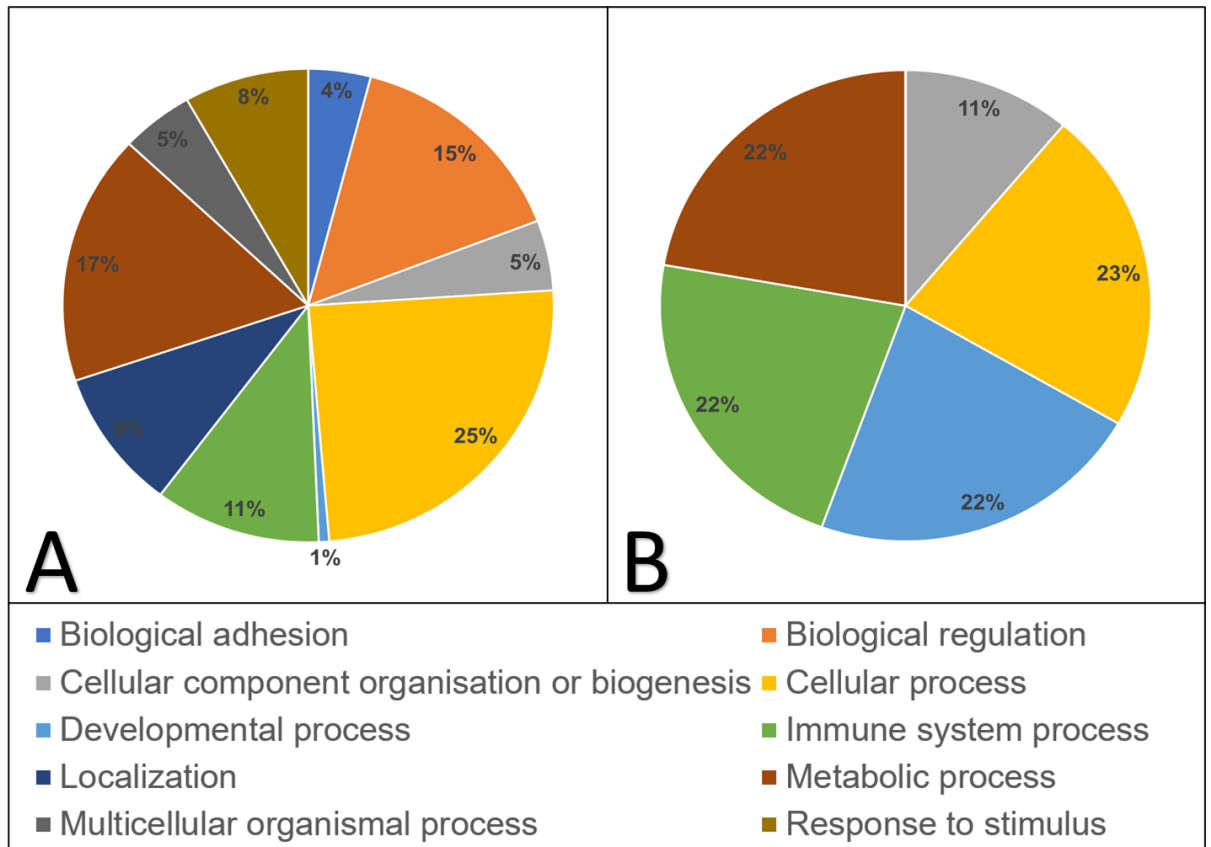 4%
8%
15%
5%
5%
17%
25%
9%
11%
1%
A
11%
22%
23%
22%
22%
B
Biological adhesion
Biological regulation
Cellular component organisation or biogenesis
Cellular process
Developmental process
Immune system process
Localization
Metabolic process
Multicellular organismal process
Response to stimulus